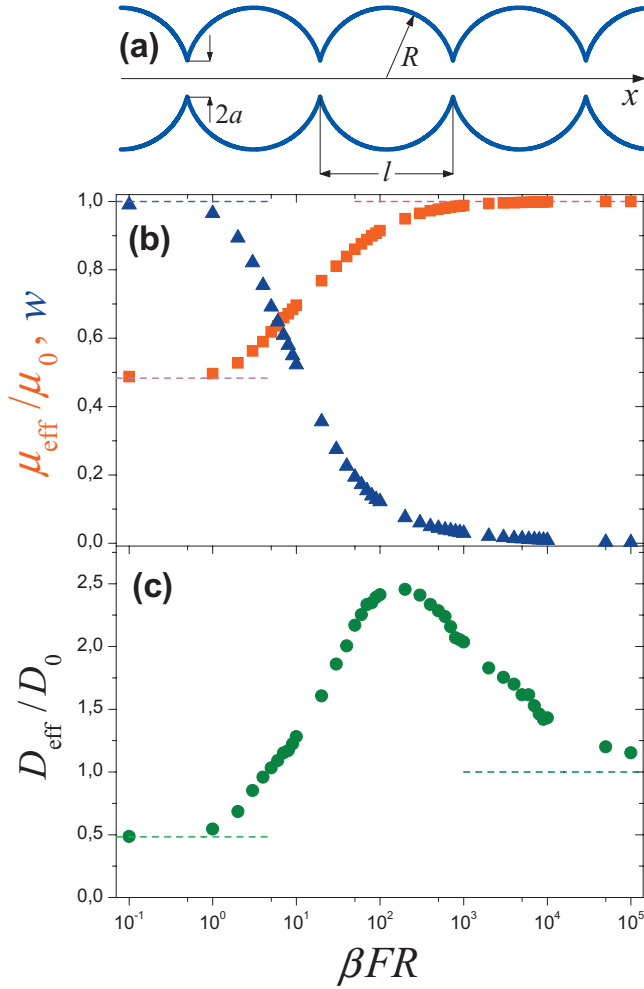 (a)
R
x
2a
l
(b)
1,0
0,8
0,6
0,4
0,2
0,0
μeff/μ0, w
(c)
2,5
2,0
1,5
1,0
0,5
0,0
Deff/D0
10⁻¹ 10⁰ 10¹ 10² 10³ 10⁴ 10⁵
βFR